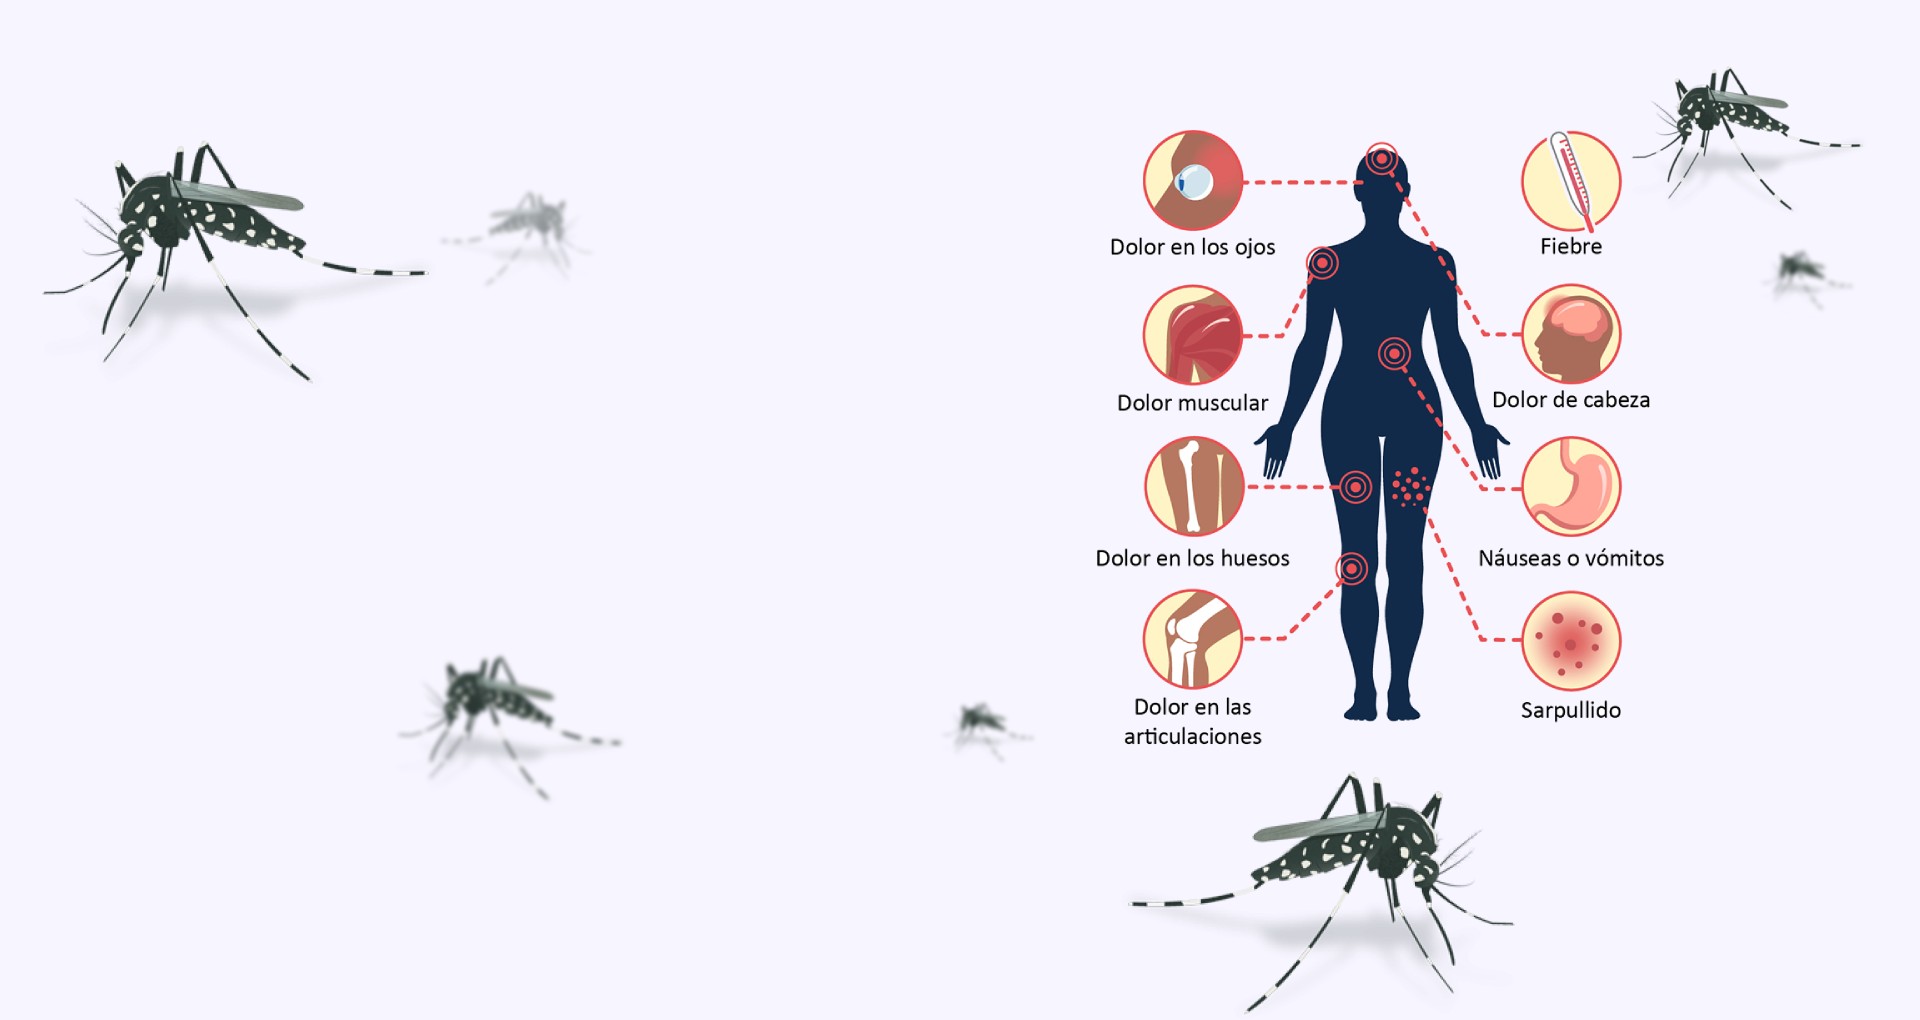 Dolor en los ojos
Fiebre
Dolor muscular
Dolor de cabeza
Dolor en los huesos
Náuseas o vómitos
Dolor en las
articulaciones
Sarpullido